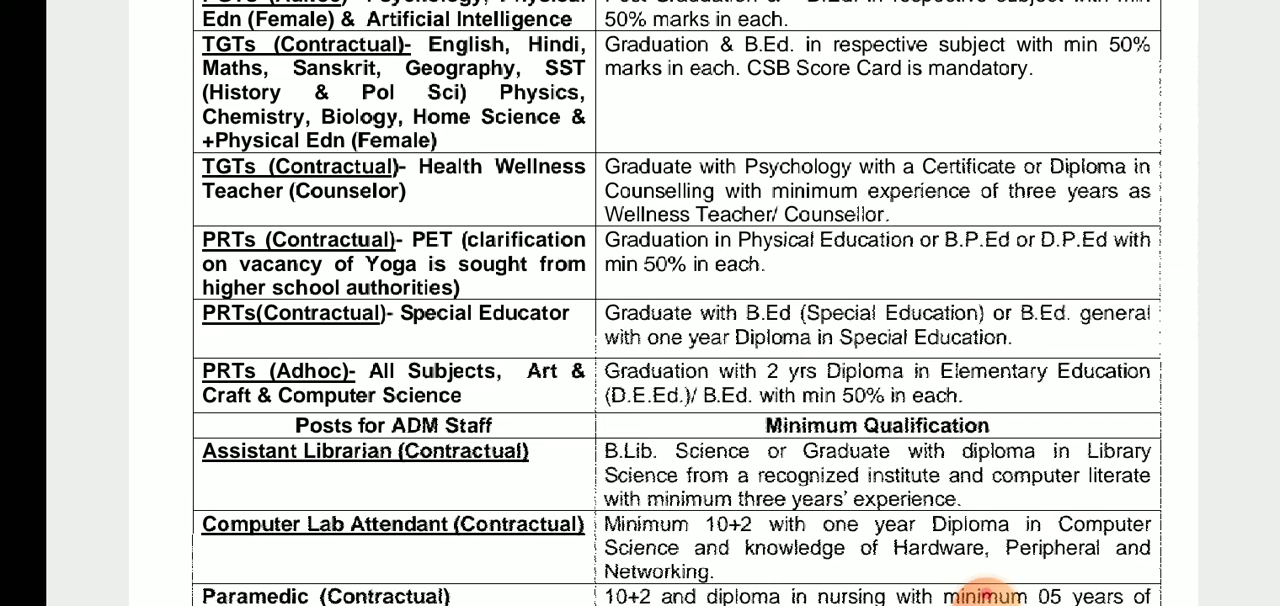 Edn (Female) & Artificial Intelligence
50% marks in each.
TGTs (Contractual)- English, Hindi,
Maths, Sanskrit, Geography, SST
(History & Pol Sci) Physics,
Chemistry, Biology, Home Science &
+Physical Edn (Female)
Graduation & B.Ed. in respective subject with min 50%
marks in each. CSB Score Card is mandatory.
TGTs (Contractual)- Health Wellness
Teacher (Counselor)
Graduate with Psychology with a Certificate or Diploma in
Counselling with minimum experience of three years as
Wellness Teacher/ Counsellor.
PRTs (Contractual)- PET (clarification
on vacancy of Yoga is sought from
higher school authorities)
Graduation in Physical Education or B.P.Ed or D.P.Ed with
min 50% in each.
PRTs(Contractual)- Special Educator
Graduate with B.Ed (Special Education) or B.Ed. general
with one year Diploma in Special Education.
PRTs (Adhoc)- All Subjects, Art &
Craft & Computer Science
Graduation with 2 yrs Diploma in Elementary Education
(D.E.Ed.)/ B.Ed. with min 50% in each.
Posts for ADM Staff
Minimum Qualification
Assistant Librarian (Contractual)
B.Lib. Science or Graduate with diploma in Library
Science from a recognized institute and computer literate
with minimum three years' experience.
Computer Lab Attendant (Contractual)
Minimum 10+2 with one year Diploma in Computer
Science and knowledge of Hardware, Peripheral and
Networking.
Paramedic (Contractual)
10+2 and diploma in nursing with minimum 05 years of